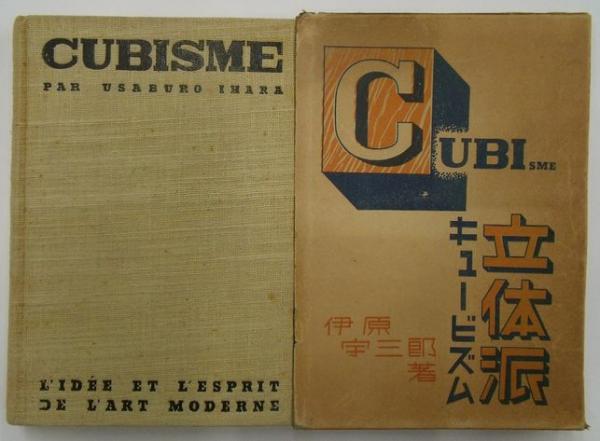 CUBISME
PAR USABURO IHARA
L'IDÉE ET L'ESPRIT
DE L'ART MODERNE
CUBISME
立体派
キュービズム
伊原
宇三郎
著